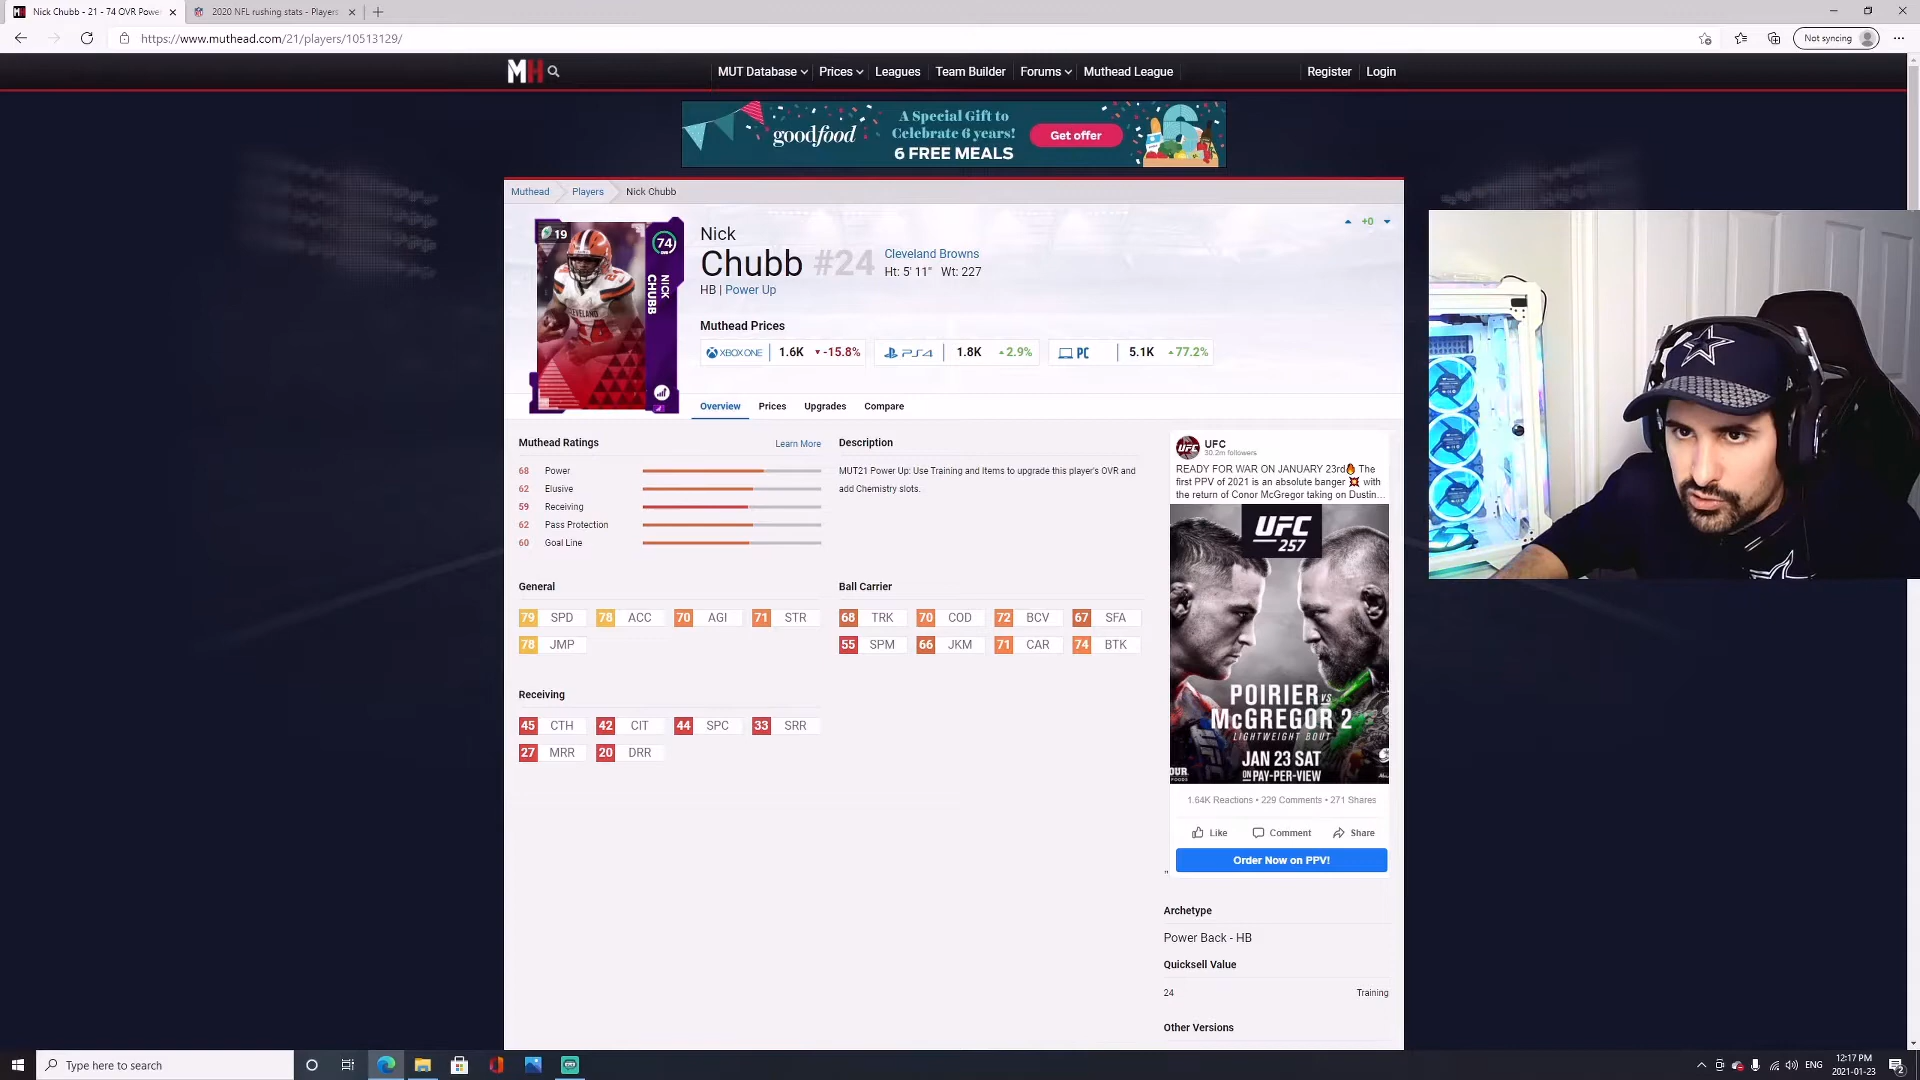 Nick Chubb - 21 - 74 OVR Powe
2020 NFL rushing stats - Players
https://www.muthead.com/21/players/10513129/
Not syncing
MH
MUT Database
Prices
Leagues
Team Builder
Forums
Muthead League
Register
Login
goodfood
A Special Gift to
Celebrate 6 years!
6 FREE MEALS
Get offer
Muthead
Players
Nick Chubb
19
74
NICK
CHUBB
CLEVELAND
Nick
Chubb #24
Cleveland Browns
Ht: 5' 11" Wt: 227
HB | Power Up
+0
Muthead Prices
XBOX ONE 1.6K -15.8%
PS4 1.8K 2.9%
PC 5.1K 77.2%
Overview
Prices
Upgrades
Compare
Muthead Ratings
Learn More
68 Power
62 Elusive
59 Receiving
62 Pass Protection
60 Goal Line
Description
MUT21 Power Up: Use Training and Items to upgrade this player's OVR and
add Chemistry slots.
General
79 SPD 78 ACC 70 AGI 71 STR
78 JMP
Ball Carrier
68 TRK 70 COD 72 BCV 67 SFA
55 SPM 66 JKM 71 CAR 74 BTK
Receiving
45 CTH 42 CIT 44 SPC 33 SRR
27 MRR 20 DRR
UFC
30.2m followers
READY FOR WAR ON JANUARY 23rd The
first PPV of 2021 is an absolute banger with
the return of Conor McGregor taking on Dustin...
UFC
257
POIRIER VS
McGREGOR 2
LIGHTWEIGHT BOUT
JAN 23 SAT
ON PAY-PER-VIEW
1.64K Reactions • 229 Comments • 271 Shares
Like
Comment
Share
Order Now on PPV!
Archetype
Power Back - HB
Quicksell Value
24 Training
Other Versions
Type here to search
ENG
12:17 PM
2021-01-23
2